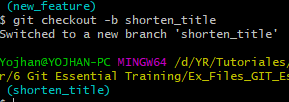 (new_feature)
$ git checkout -b shorten_title
Switched to a new branch 'shorten_title'
Yojhan@YOJHAN-PC MINGW64 /d/YR/Tutoriales/
r/6 Git Essential Training/Ex_Files_GIT_Es
(shorten_title)
$